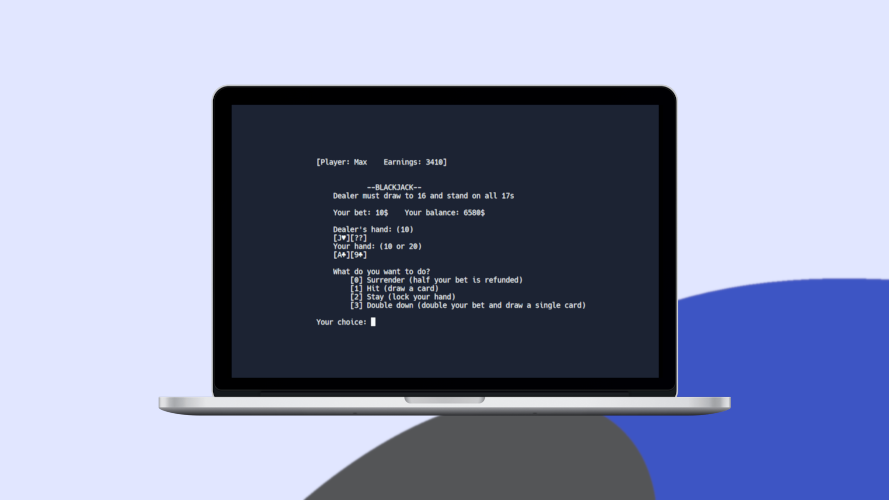 [Player: Max    Earnings: 3410]
--BLACKJACK--
Dealer must draw to 16 and stand on all 17s
Your bet: 10$    Your balance: 6580$
Dealer's hand: (10)
[J♥][??]
Your hand: (10 or 20)
[A♠][9♠]
What do you want to do?
[0] Surrender (half your bet is refunded)
[1] Hit (draw a card)
[2] Stay (lock your hand)
[3] Double down (double your bet and draw a single card)
Your choice: